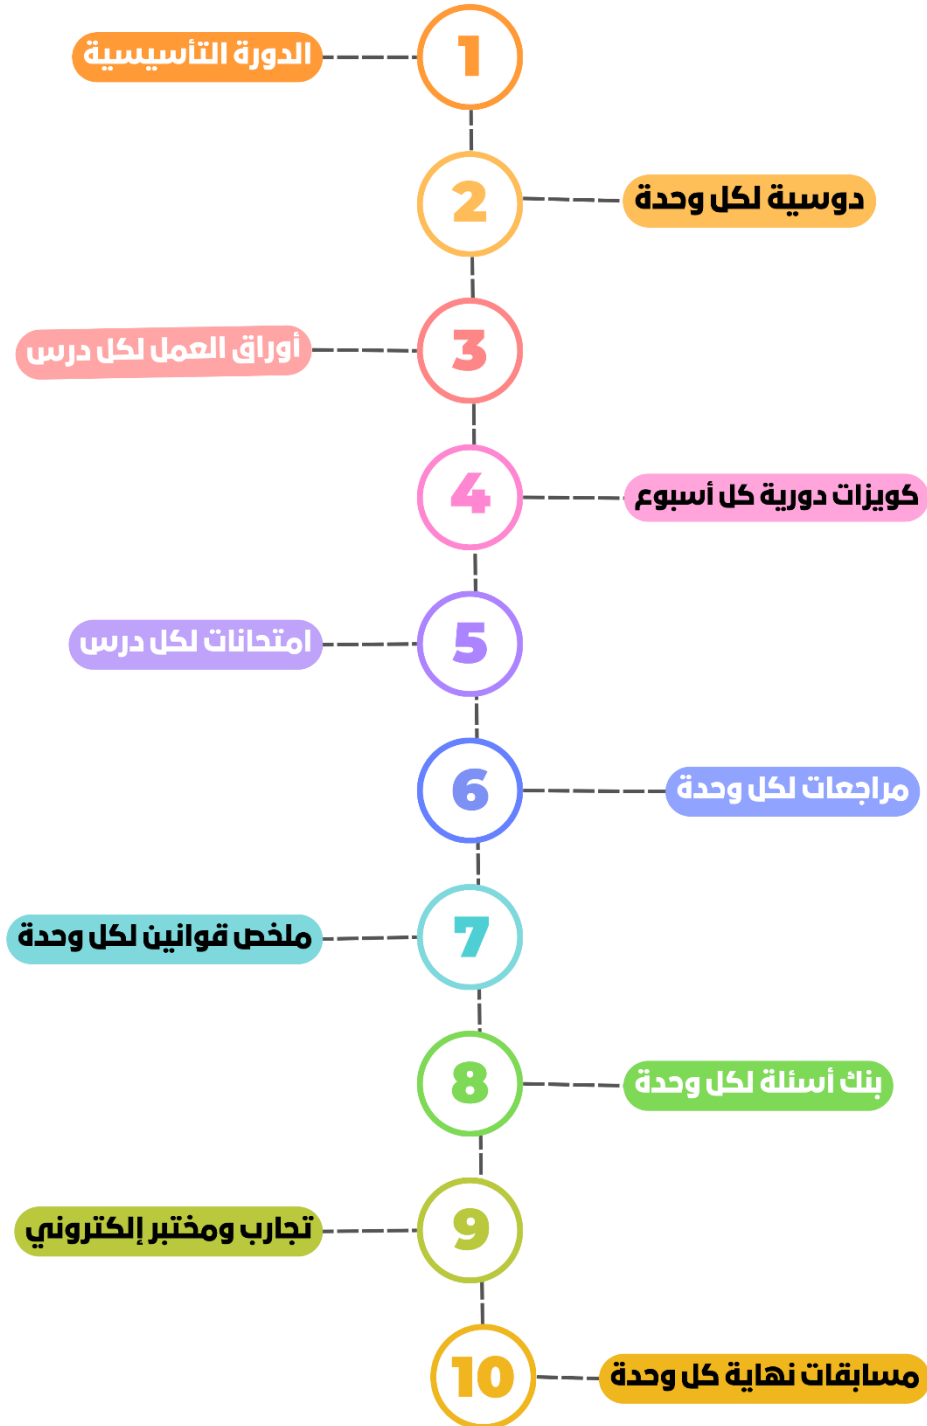 1
الدورة التأسيسية
2
دوسية لكل وحدة
3
أوراق العمل لكل درس
4
كويزات دورية كل أسبوع
5
امتحانات لكل درس
6
مراجعات لكل وحدة
7
ملخص قوانين لكل وحدة
8
بنك أسئلة لكل وحدة
9
تجارب ومختبر إلكتروني
10
مسابقات نهاية كل وحدة